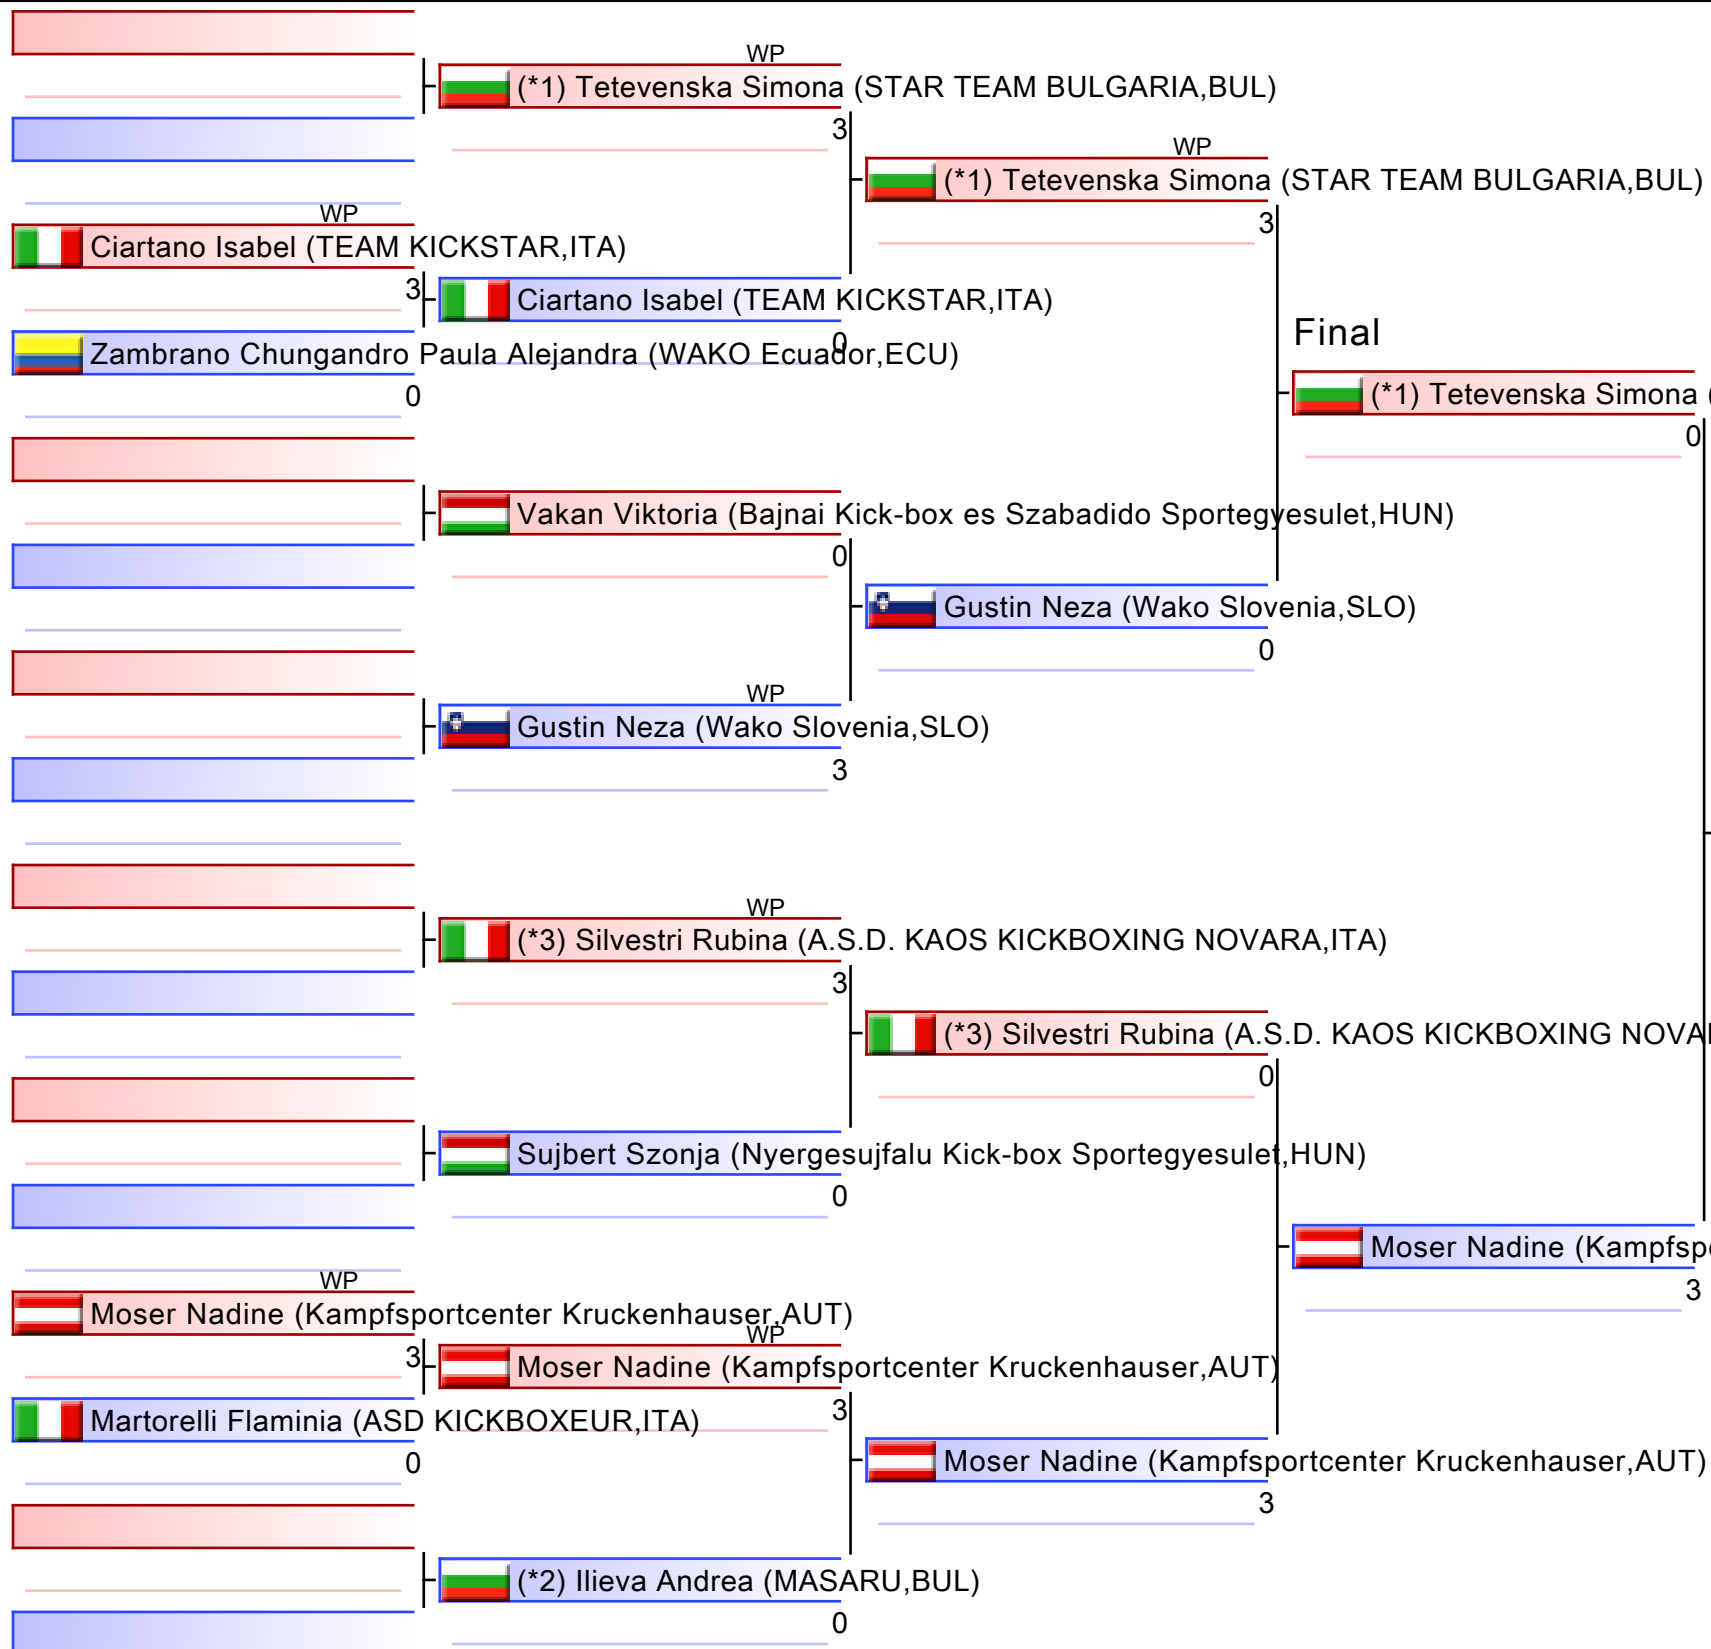 WP
(*1) Tetevenska Simona (STAR TEAM BULGARIA,BUL)
3
WP
(*1) Tetevenska Simona (STAR TEAM BULGARIA,BUL)
3
WP
Ciartano Isabel (TEAM KICKSTAR,ITA)
3
Ciartano Isabel (TEAM KICKSTAR,ITA)
0
Zambrano Chungandro Paula Alejandra (WAKO Ecuador,ECU)
0
Final
(*1) Tetevenska Simona (
0
Vakan Viktoria (Bajnai Kick-box es Szabadido Sportegyesulet,HUN)
0
Gustin Neza (Wako Slovenia,SLO)
0
WP
Gustin Neza (Wako Slovenia,SLO)
3
WP
(*3) Silvestri Rubina (A.S.D. KAOS KICKBOXING NOVARA,ITA)
3
(*3) Silvestri Rubina (A.S.D. KAOS KICKBOXING NOVA
0
Sujbert Szonja (Nyergesujfalu Kick-box Sportegyesulet,HUN)
0
Moser Nadine (Kampfsp
3
WP
Moser Nadine (Kampfsportcenter Kruckenhauser,AUT)
3
WP
Moser Nadine (Kampfsportcenter Kruckenhauser,AUT)
3
Martorelli Flaminia (ASD KICKBOXEUR,ITA)
0
Moser Nadine (Kampfsportcenter Kruckenhauser,AUT)
3
(*2) Ilieva Andrea (MASARU,BUL)
0